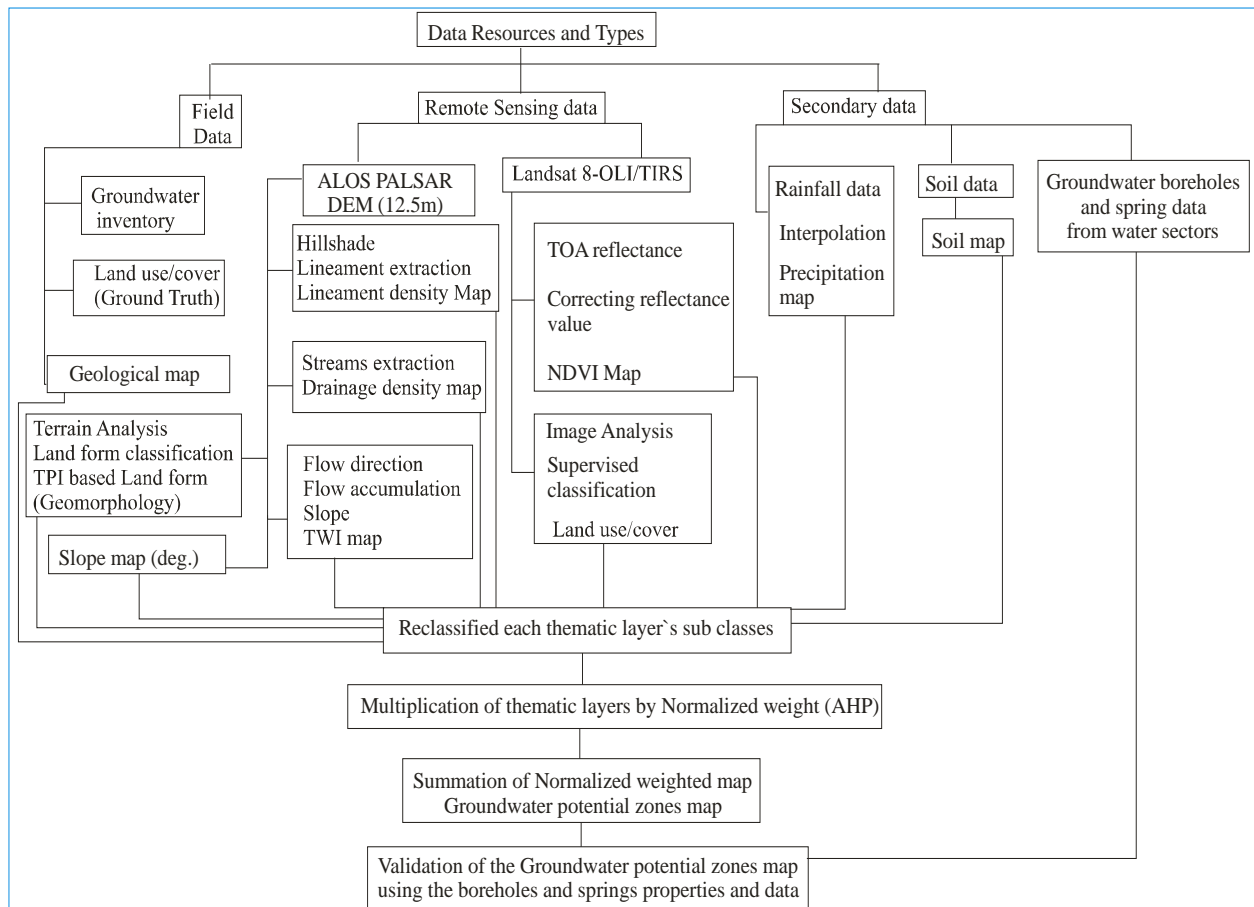 Data Resources and Types
Field
Data
Remote Sensing data
Secondary data
Groundwater
inventory
Land use/cover
(Ground Truth)
Geological map
Terrain Analysis
Land form classification
TPI based Land form
(Geomorphology)
Slope map (deg.)
ALOS PALSAR
DEM (12.5m)
Hillshade
Lineament extraction
Lineament density Map
Streams extraction
Drainage density map
Flow direction
Flow accumulation
Slope
TWI map
Landsat 8-OLI/TIRS
TOA reflectance
Correcting reflectance
value
NDVI Map
Image Analysis
Supervised
classification
Land use/cover
Rainfall data
Interpolation
Precipitation
map
Soil data
Soil map
Groundwater boreholes
and spring data
from water sectors
Reclassified each thematic layer`s sub classes
Multiplication of thematic layers by Normalized weight (AHP)
Summation of Normalized weighted map
Groundwater potential zones map
Validation of the Groundwater potential zones map
using the boreholes and springs properties and data